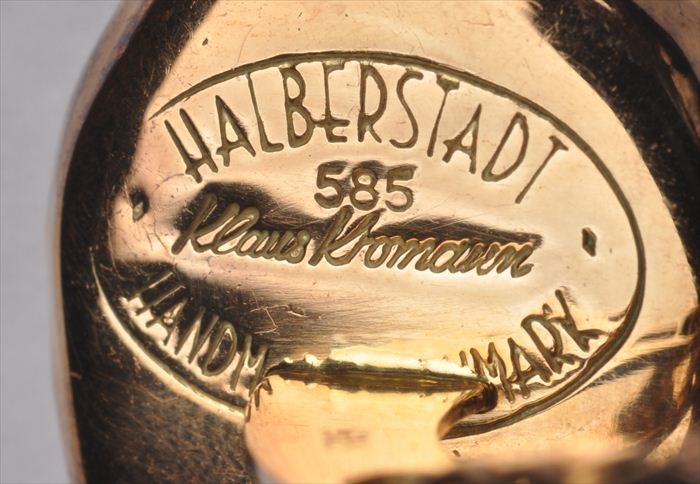 HALBERSTADT
585
Klaus Kromann
HANDM
MARK